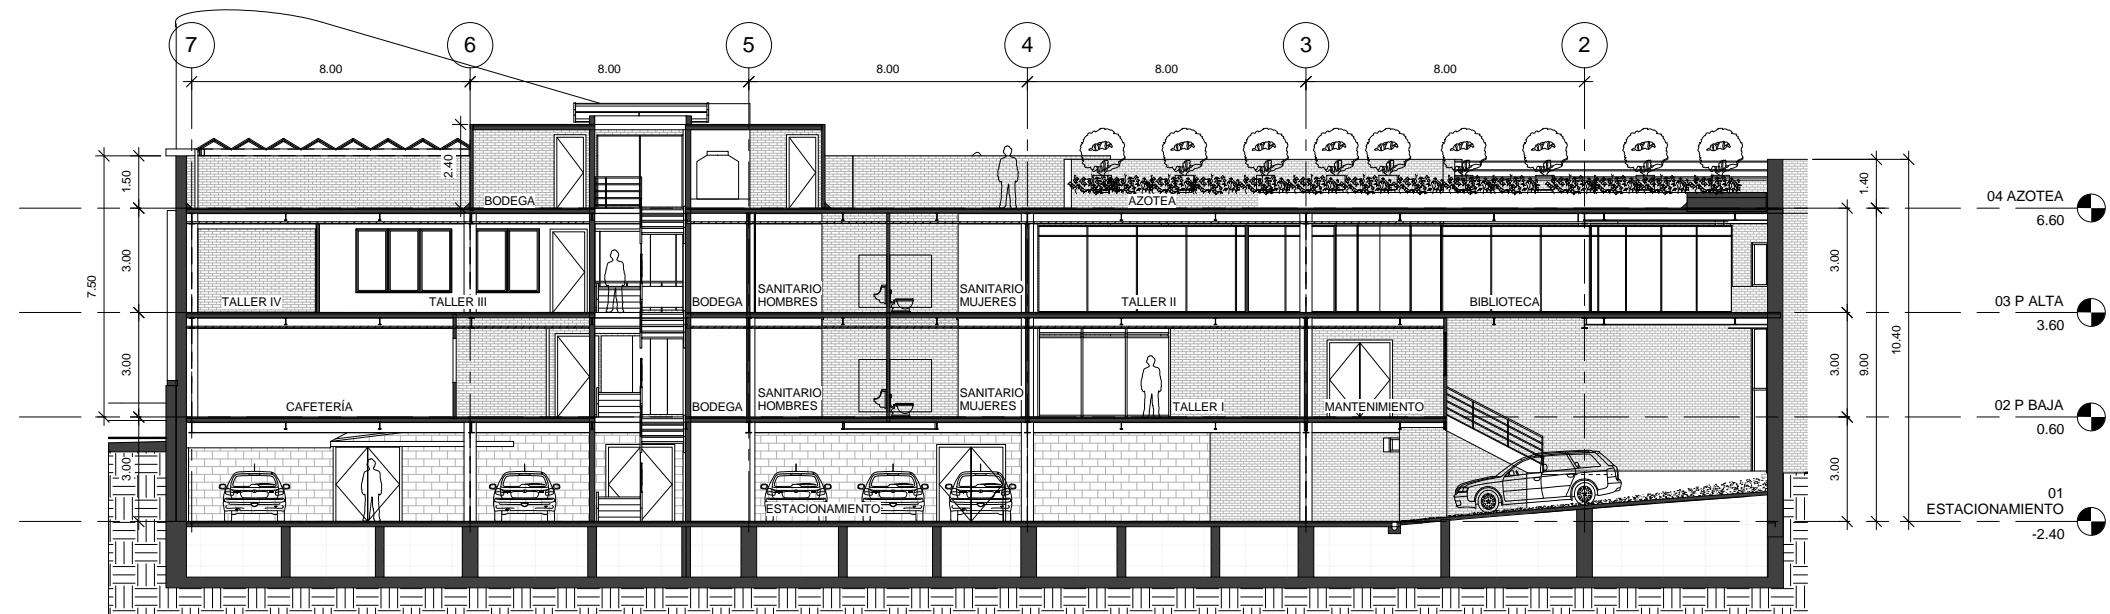 7 6 5 4 3 2
8.00 8.00 8.00 8.00 8.00
2.40
1.50
1.40
BODEGA
AZOTEA
04 AZOTEA
6.60
3.00
7.50
3.00
TALLER IV
TALLER III
BODEGA
SANITARIO
HOMBRES
SANITARIO
MUJERES
TALLER II
BIBLIOTECA
03 P ALTA
3.60
10.40
3.00
3.00
9.00
CAFETERÍA
BODEGA
SANITARIO
HOMBRES
SANITARIO
MUJERES
TALLER I
MANTENIMIENTO
02 P BAJA
0.60
3.00
3.00
ESTACIONAMIENTO
01
ESTACIONAMIENTO
-2.40